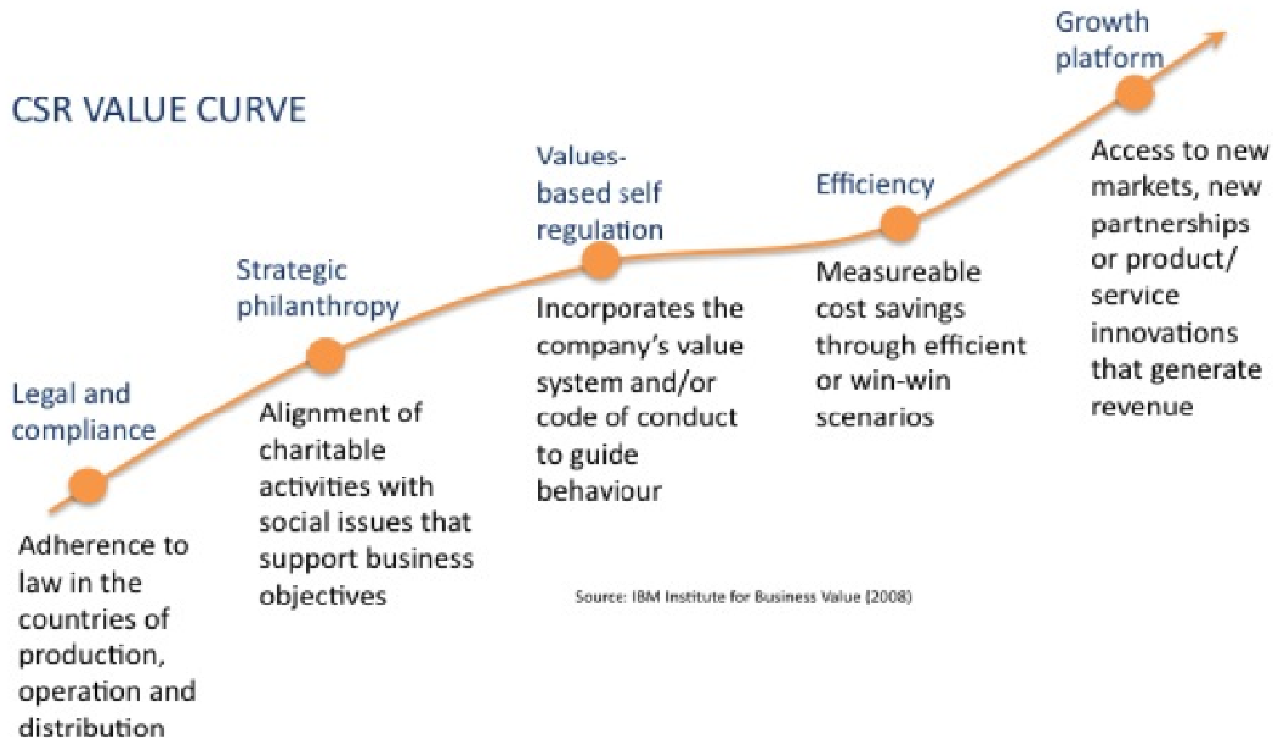 CSR VALUE CURVE
Legal and
compliance
Adherence to
law in the
countries of
production,
operation and
distribution
Strategic
philanthropy
Alignment of
charitable
activities with
social issues that
support business
objectives
Values-
based self
regulation
Incorporates the
company's value
system and/or
code of conduct
to guide
behaviour
Efficiency
Measureable
cost savings
through efficient
or win-win
scenarios
Growth
platform
Access to new
markets, new
partnerships
or product/
service
innovations
that generate
revenue
Source: IBM Institute for Business Value (2008)